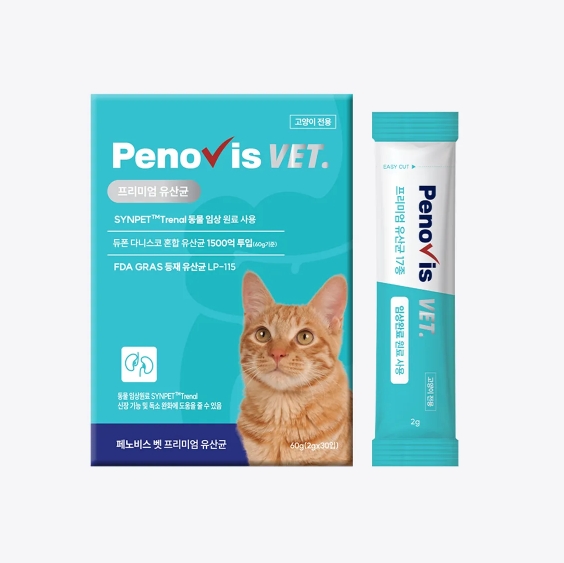 고양이 전용
Penovis VET.
프리미엄 유산균
SYNPET™Trenal 동물 임상 원료 사용
듀폰 다니스코 혼합 유산균 1500억 투입(60g기준)
FDA GRAS 등재 유산균 LP-115
동물 임상원료 SYNPET™Trenal
신장 기능 및 독소 완화에 도움을 줄 수 있음
페노비스 벳 프리미엄 유산균
60g(2gx30입)
EASY CUT
Penovis VET.
프리미엄 유산균 17종
임상완료 원료 사용
고양이 전용
2g